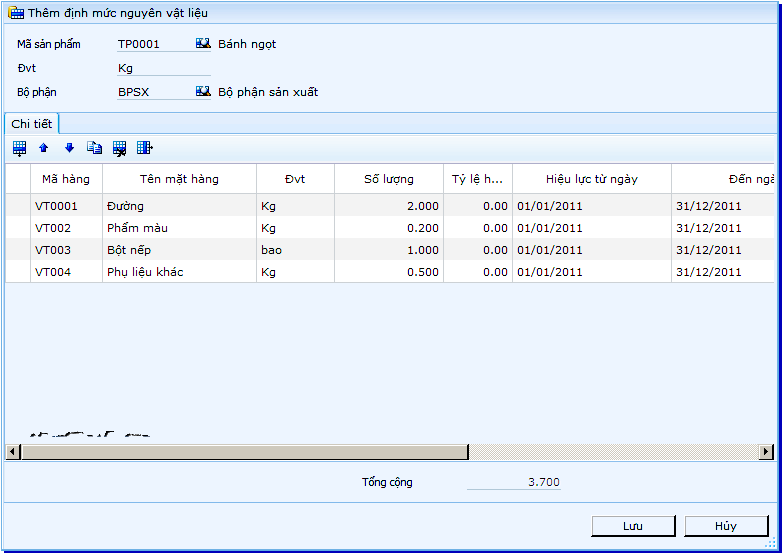 Thêm định mức nguyên vật liệu
Mã sản phẩm TP0001 Bánh ngọt
Đvt Kg
Bộ phận BPSX Bộ phận sản xuất
Chi tiết
Mã hàng Tên mặt hàng Đvt Số lượng Tỷ lệ h... Hiệu lực từ ngày Đến ngà
VT0001 Đường Kg 2.000 0.00 01/01/2011 31/12/2011
VT002 Phẩm màu Kg 0.200 0.00 01/01/2011 31/12/2011
VT003 Bột nếp bao 1.000 0.00 01/01/2011 31/12/2011
VT004 Phụ liệu khác Kg 0.500 0.00 01/01/2011 31/12/2011
Tổng cộng 3.700
Lưu Hủy